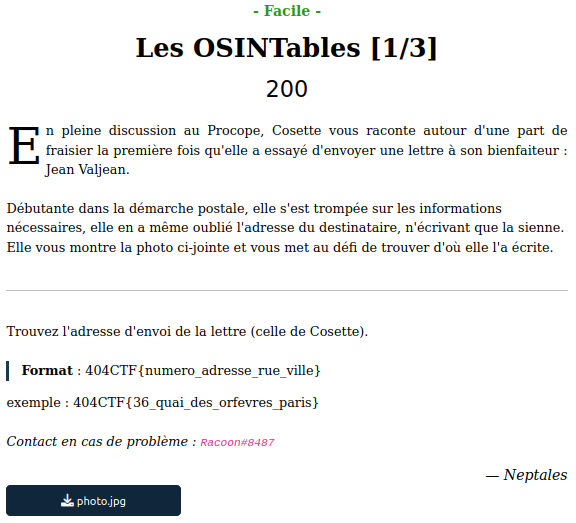 - Facile -
Les OSINTables [1/3]
200
En pleine discussion au Procope, Cosette vous raconte autour d'une part de
fraisier la première fois qu'elle a essayé d'envoyer une lettre à son bienfaiteur :
Jean Valjean.
Débutante dans la démarche postale, elle s'est trompée sur les informations
nécessaires, elle en a même oublié l'adresse du destinataire, n'écrivant que la sienne.
Elle vous montre la photo ci-jointe et vous met au défi de trouver d'où elle l'a écrite.
Trouvez l'adresse d'envoi de la lettre (celle de Cosette).
Format : 404CTF{numero_adresse_rue_ville}
exemple : 404CTF{36_quai_des_orfevres_paris}
Contact en cas de problème : Racoon#8487
— Neptales
photo.jpg